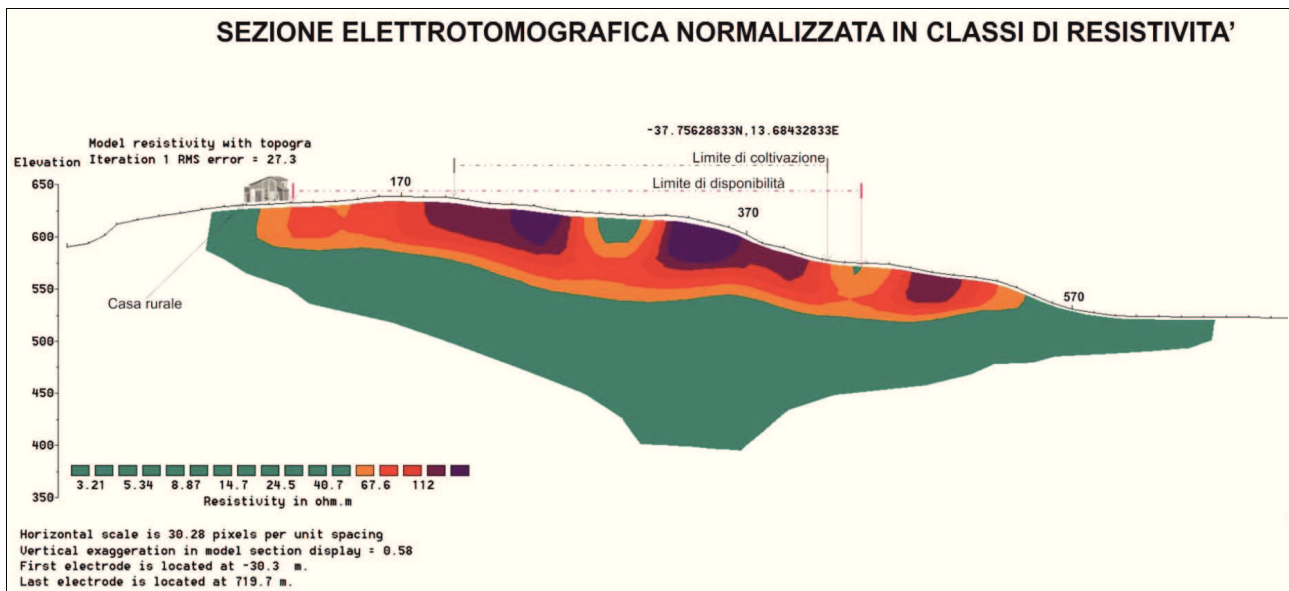 SEZIONE ELETTROTOMOGRAFICA NORMALIZZATA IN CLASSI DI RESISTIVITA'
-37.75628833N,13.68432833E
Model resistivity with topogra
Elevation
Iteration 1 RMS error = 27.3
Limite di coltivazione
Limite di disponibilità
650
170
370
600
550
Casa rurale
570
500
450
400
3.21 5.34 8.87 14.7 24.5 40.7 67.6 112
350
Resistivity in ohm.m
Horizontal scale is 30.28 pixels per unit spacing
Vertical exaggeration in model section display = 0.58
First electrode is located at -30.3 m.
Last electrode is located at 719.7 m.